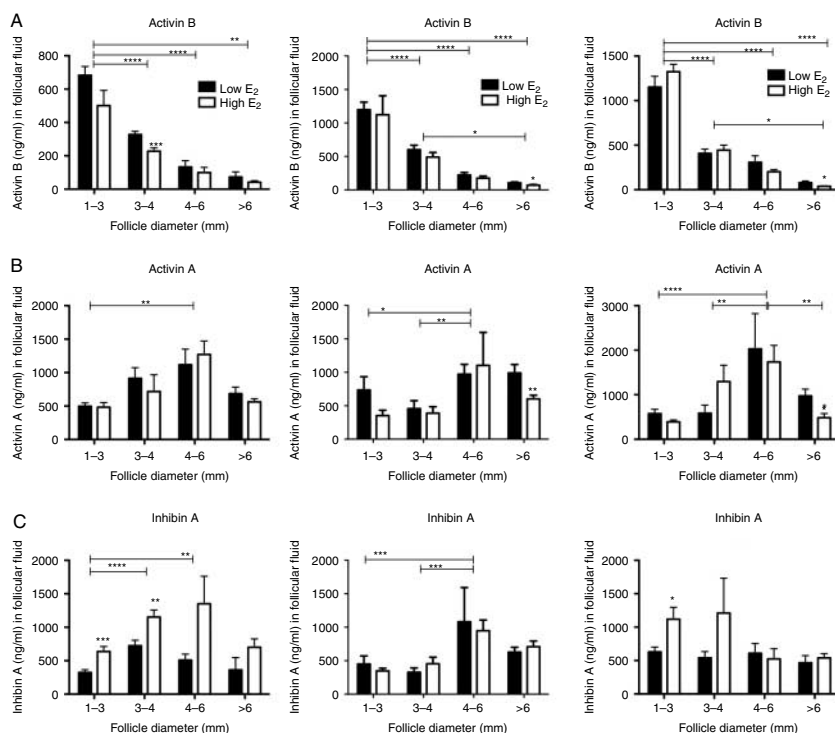 A
Activin B
Activin B (ng/ml) in follicular fluid
800
600
400
200
0
**
****
****
***
Low E2
High E2
1–3 3–4 4–6 >6
Follicle diameter (mm)
Activin B
Activin B (ng/ml) in follicular fluid
2000
1500
1000
500
0
****
****
****
*
*
Low E2
High E2
1–3 3–4 4–6 >6
Follicle diameter (mm)
Activin B
Activin B (ng/ml) in follicular fluid
1500
1000
500
0
****
****
****
*
*
Low E2
High E2
1–3 3–4 4–6 >6
Follicle diameter (mm)
B
Activin A
Activin A (ng/ml) in follicular fluid
2000
1500
1000
500
0
**
1–3 3–4 4–6 >6
Follicle diameter (mm)
Activin A
Activin A (ng/ml) in follicular fluid
2000
1500
1000
500
0
*
**
**
1–3 3–4 4–6 >6
Follicle diameter (mm)
Activin A
Activin A (ng/ml) in follicular fluid
3000
2000
1000
0
****
**
**
1–3 3–4 4–6 >6
Follicle diameter (mm)
C
Inhibin A
Inhibin A (ng/ml) in follicular fluid
2000
1500
1000
500
0
**
****
***
**
1–3 3–4 4–6 >6
Follicle diameter (mm)
Inhibin A
Inhibin A (ng/ml) in follicular fluid
2000
1500
1000
500
0
***
***
1–3 3–4 4–6 >6
Follicle diameter (mm)
Inhibin A
Inhibin A (ng/ml) in follicular fluid
2000
1500
1000
500
0
*
1–3 3–4 4–6 >6
Follicle diameter (mm)